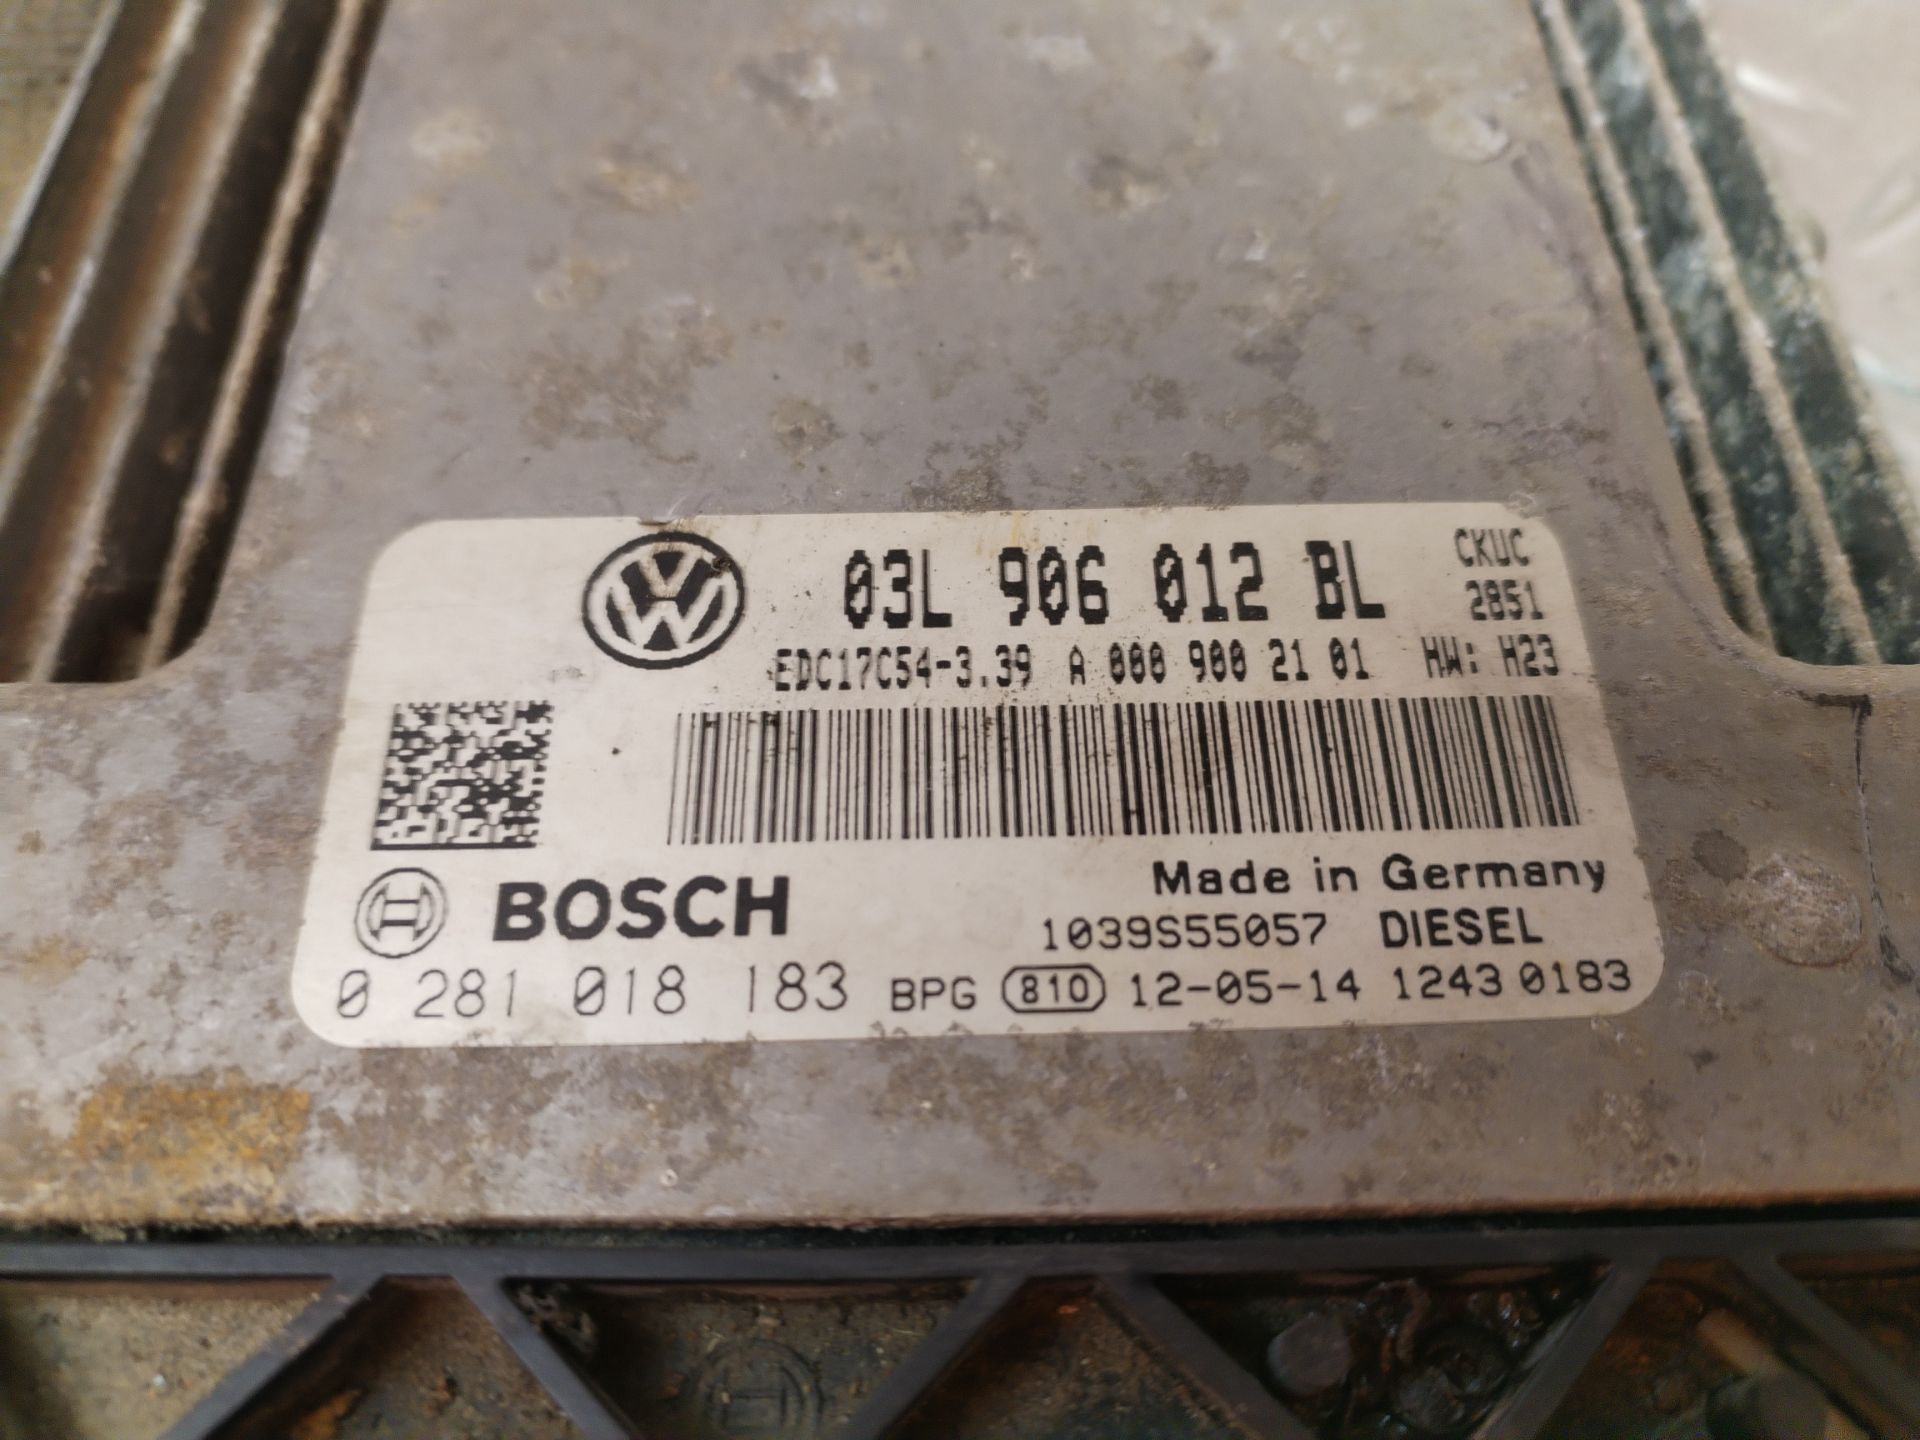 03L 906 012 BL
CKUC
2851
EDC17C54-3.39 A 000 900 21 01 HW: H23
BOSCH
Made in Germany
1039S55057 DIESEL
0 281 018 183 BPG 810 12-05-14 1243 0183